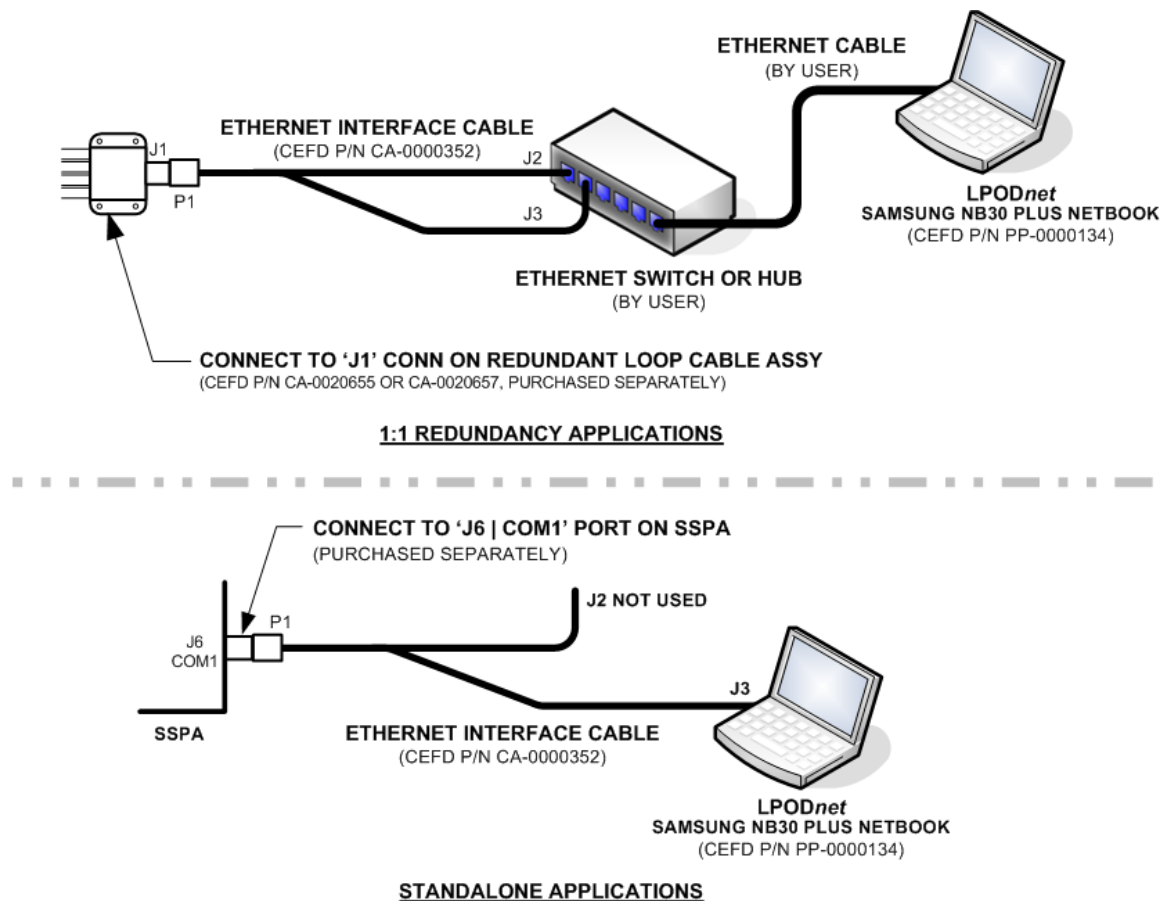 ETHERNET CABLE
(BY USER)
ETHERNET INTERFACE CABLE
(CEFD P/N CA-0000352)
J1
P1
J2
J3
LPODnet
SAMSUNG NB30 PLUS NETBOOK
(CEFD P/N PP-0000134)
ETHERNET SWITCH OR HUB
(BY USER)
CONNECT TO ‘J1’ CONN ON REDUNDANT LOOP CABLE ASSY
(CEFD P/N CA-0020655 OR CA-0020657, PURCHASED SEPARATELY)
1:1 REDUNDANCY APPLICATIONS
CONNECT TO ‘J6 | COM1’ PORT ON SSPA
(PURCHASED SEPARATELY)
J2 NOT USED
P1
J6
COM1
J3
SSPA
ETHERNET INTERFACE CABLE
(CEFD P/N CA-0000352)
LPODnet
SAMSUNG NB30 PLUS NETBOOK
(CEFD P/N PP-0000134)
STANDALONE APPLICATIONS